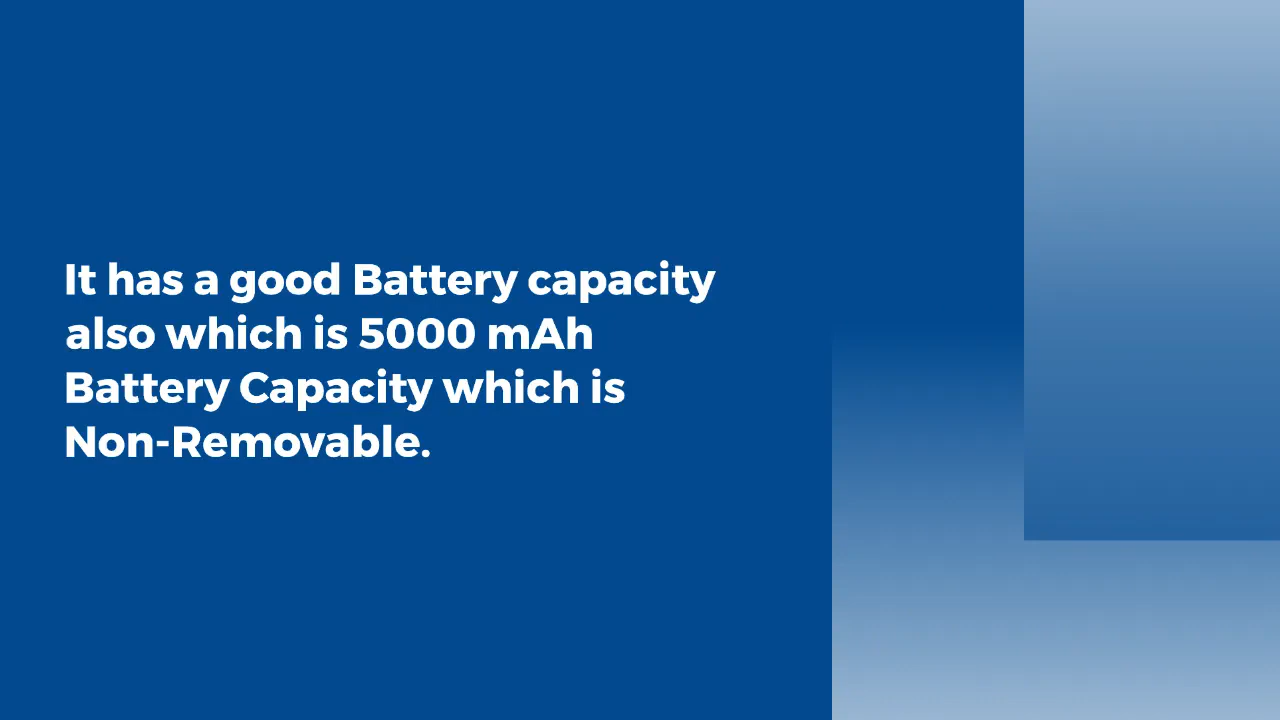 It has a good Battery capacity
also which is 5000 mAh
Battery Capacity which is
Non-Removable.